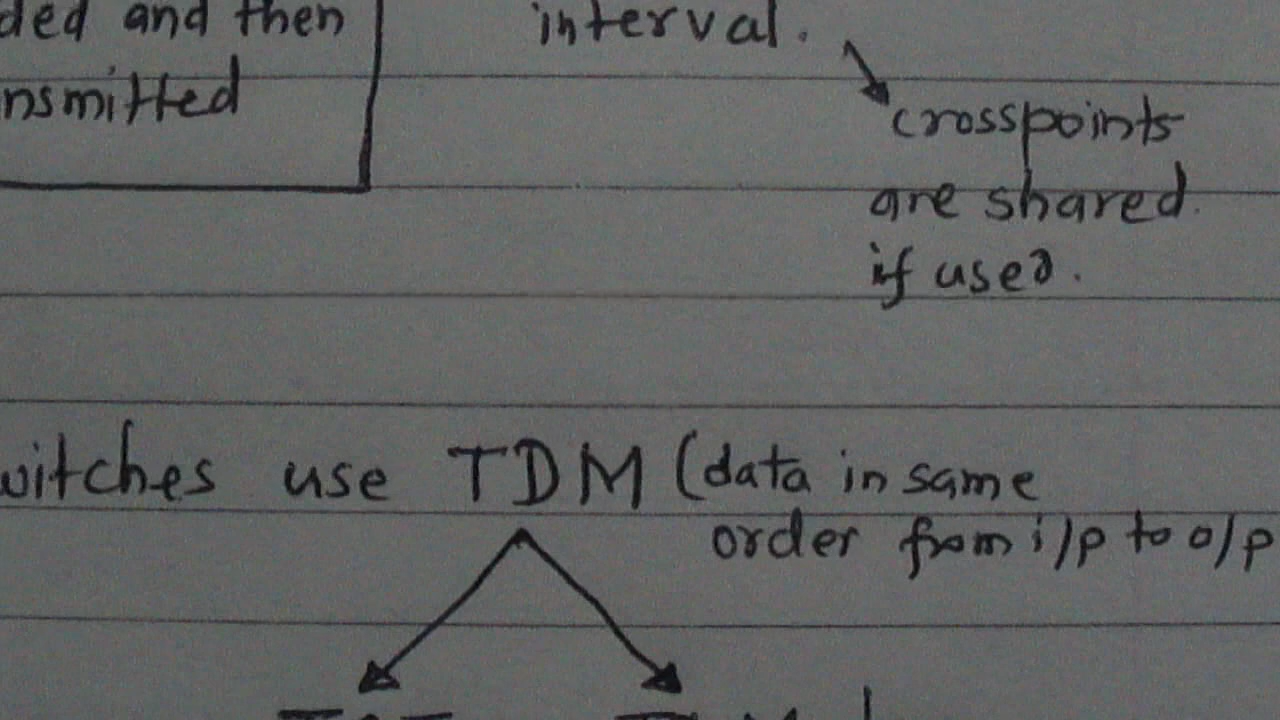 ded and then
nsmitted
interval.
crosspoints
are shared.
if used.
witches use TDM (data in same
order from i/p to o/p